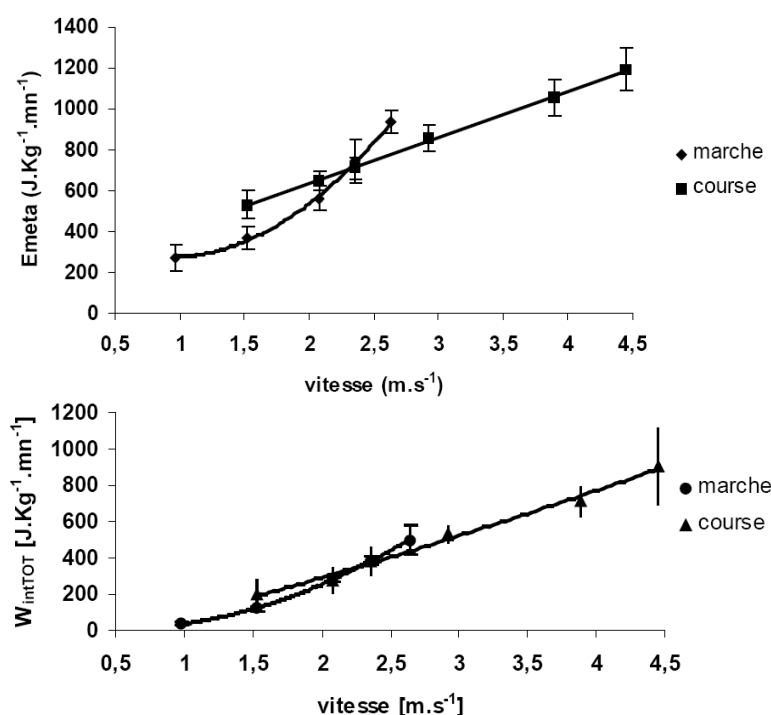 1400
1200
1000
800
600
400
200
0
Emeta (J.Kg⁻¹.mn⁻¹)
0,5 1 1,5 2 2,5 3 3,5 4 4,5
vitesse (m.s⁻¹)
marche
course
1200
1000
800
600
400
200
0
WintTOT [J.Kg⁻¹.mn⁻¹]
0,5 1 1,5 2 2,5 3 3,5 4 4,5
vitesse [m.s⁻¹]
marche
course